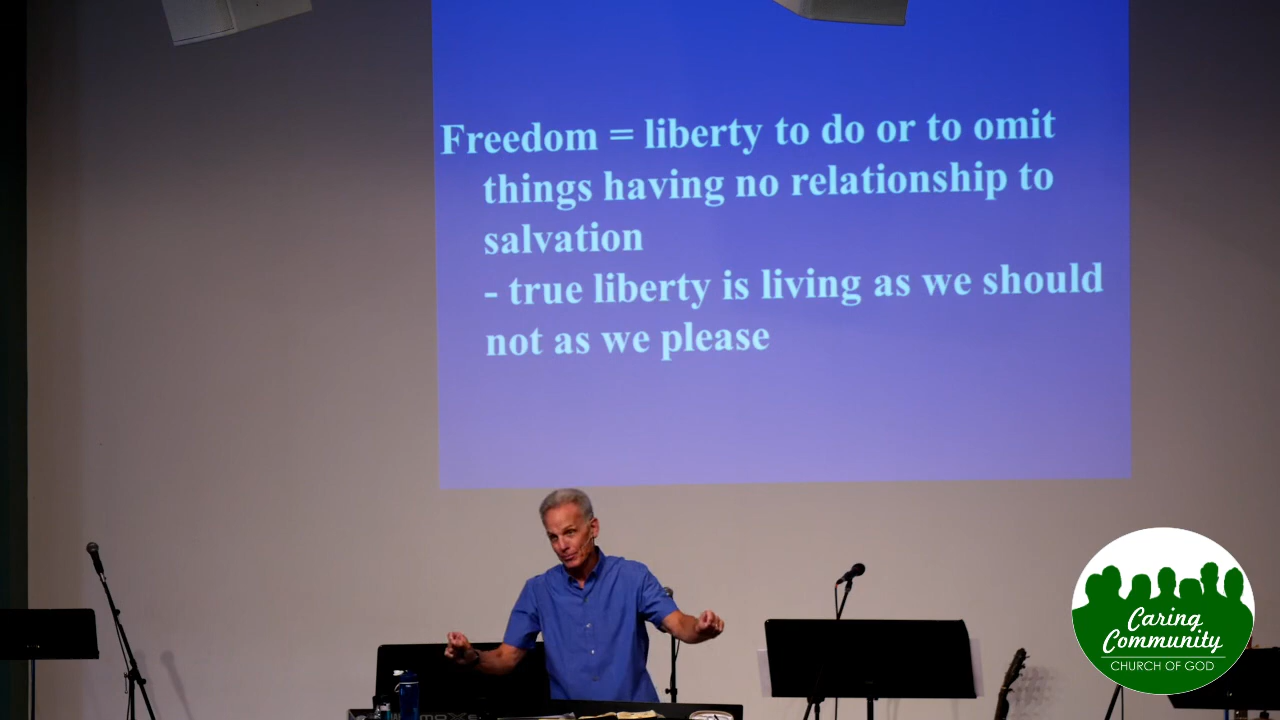 Freedom = liberty to do or to omit
things having no relationship to
salvation
- true liberty is living as we should
not as we please
Caring
Community
CHURCH OF GOD